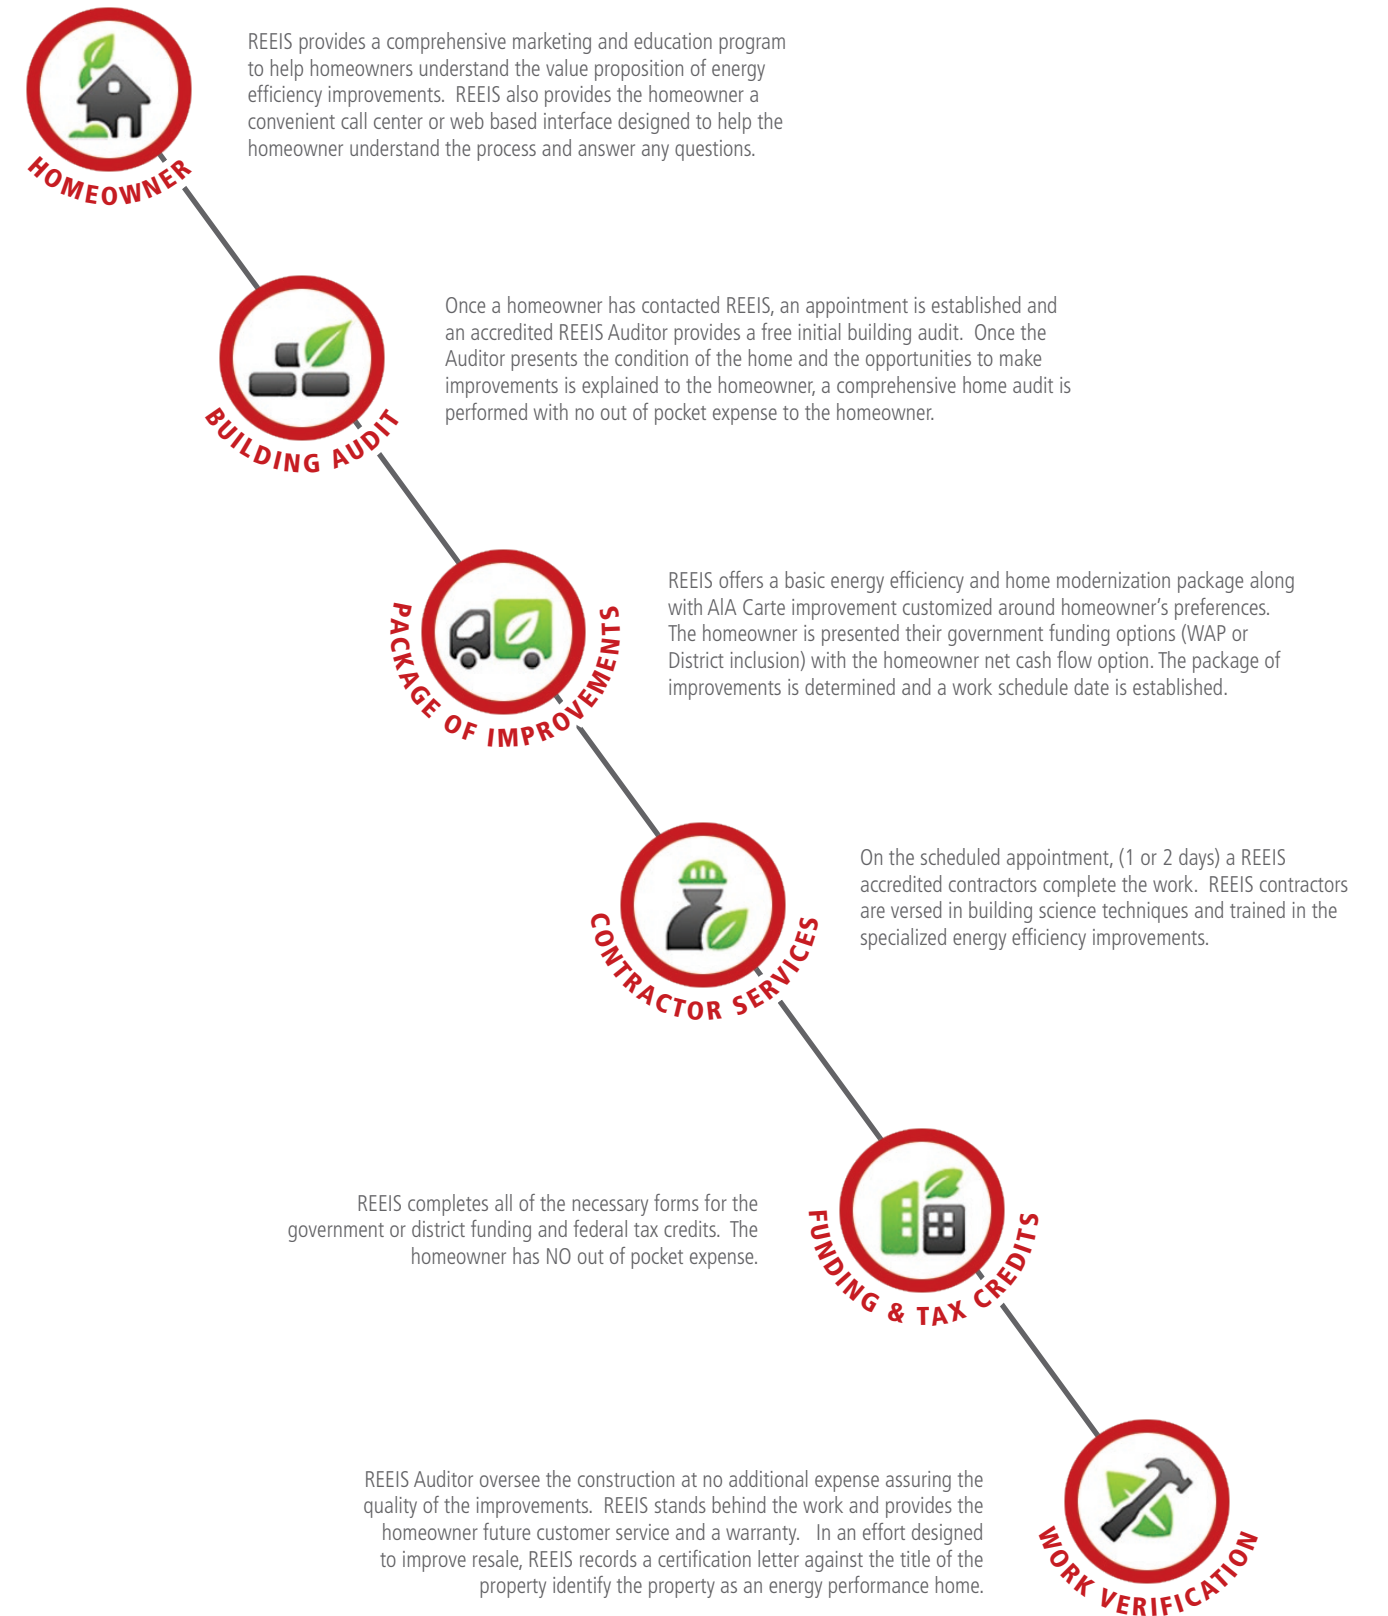 REEIS provides a comprehensive marketing and education program
to help homeowners understand the value proposition of energy
efficiency improvements.  REEIS also provides the homeowner a
convenient call center or web based interface designed to help the
homeowner understand the process and answer any questions.
HOMEOWNER
Once a homeowner has contacted REEIS, an appointment is established and
an accredited REEIS Auditor provides a free initial building audit.  Once the
Auditor presents the condition of the home and the opportunities to make
improvements is explained to the homeowner, a comprehensive home audit is
performed with no out of pocket expense to the homeowner.
BUILDING AUDIT
REEIS offers a basic energy efficiency and home modernization package along
with AlA Carte improvement customized around homeowner’s preferences.
The homeowner is presented their government funding options (WAP or
District inclusion) with the homeowner net cash flow option. The package of
improvements is determined and a work schedule date is established.
PACKAGE OF IMPROVEMENTS
On the scheduled appointment, (1 or 2 days) a REEIS
accredited contractors complete the work.  REEIS contractors
are versed in building science techniques and trained in the
specialized energy efficiency improvements.
CONTRACTOR SERVICES
REEIS completes all of the necessary forms for the
government or district funding and federal tax credits.  The
homeowner has NO out of pocket expense.
FUNDING & TAX CREDITS
REEIS Auditor oversee the construction at no additional expense assuring the
quality of the improvements.  REEIS stands behind the work and provides the
homeowner future customer service and a warranty.   In an effort designed
to improve resale, REEIS records a certification letter against the title of the
property identify the property as an energy performance home.
WORK VERIFICATION